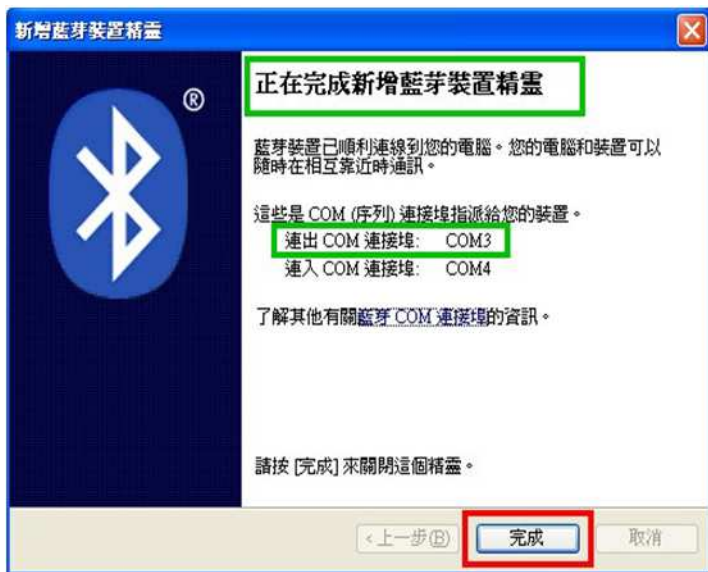 新增藍芽裝置精靈
®
正在完成新增藍芽裝置精靈
藍芽裝置已順利連線到您的電腦。您的電腦和裝置可以
隨時在相互靠近時通訊。
這些是 COM (序列) 連接埠指派給您的裝置。
連出 COM 連接埠: COM3
連入 COM 連接埠: COM4
了解其他有關藍芽 COM 連接埠的資訊。
請按 [完成] 來關閉這個精靈。
<上一步(B) 完成 取消